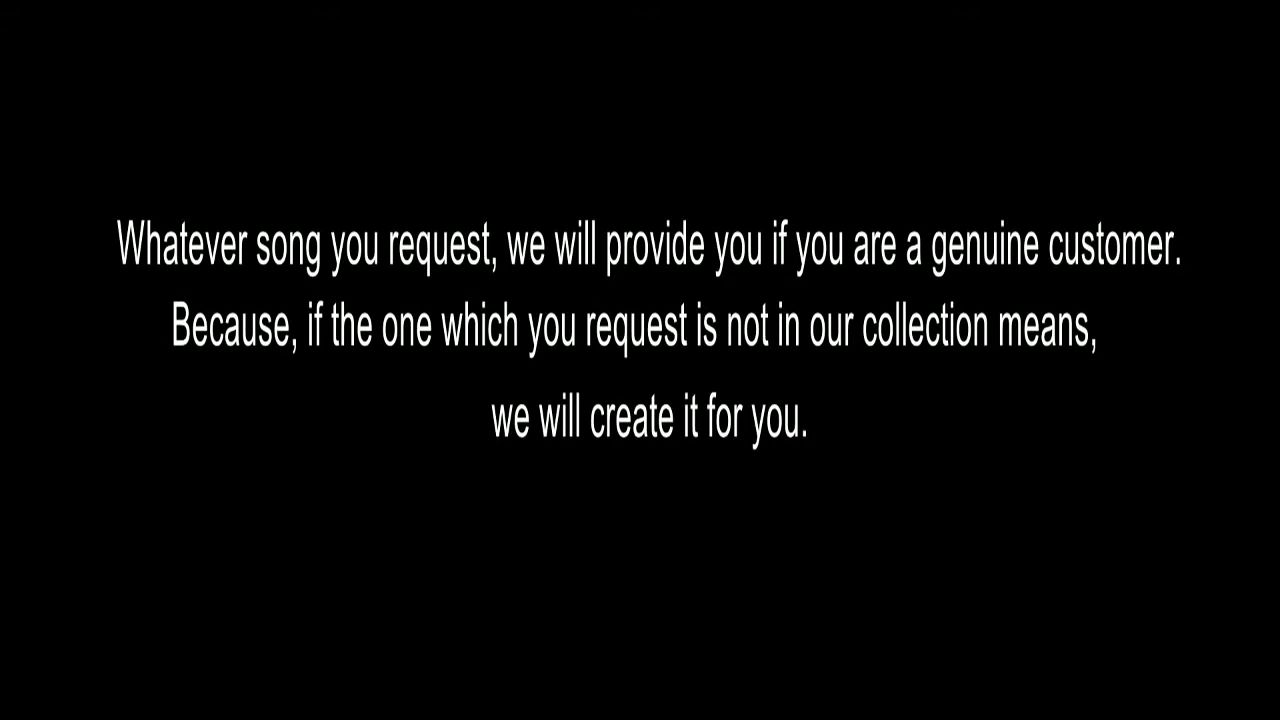 Whatever song you request, we will provide you if you are a genuine customer.
Because, if the one which you request is not in our collection means,
we will create it for you.